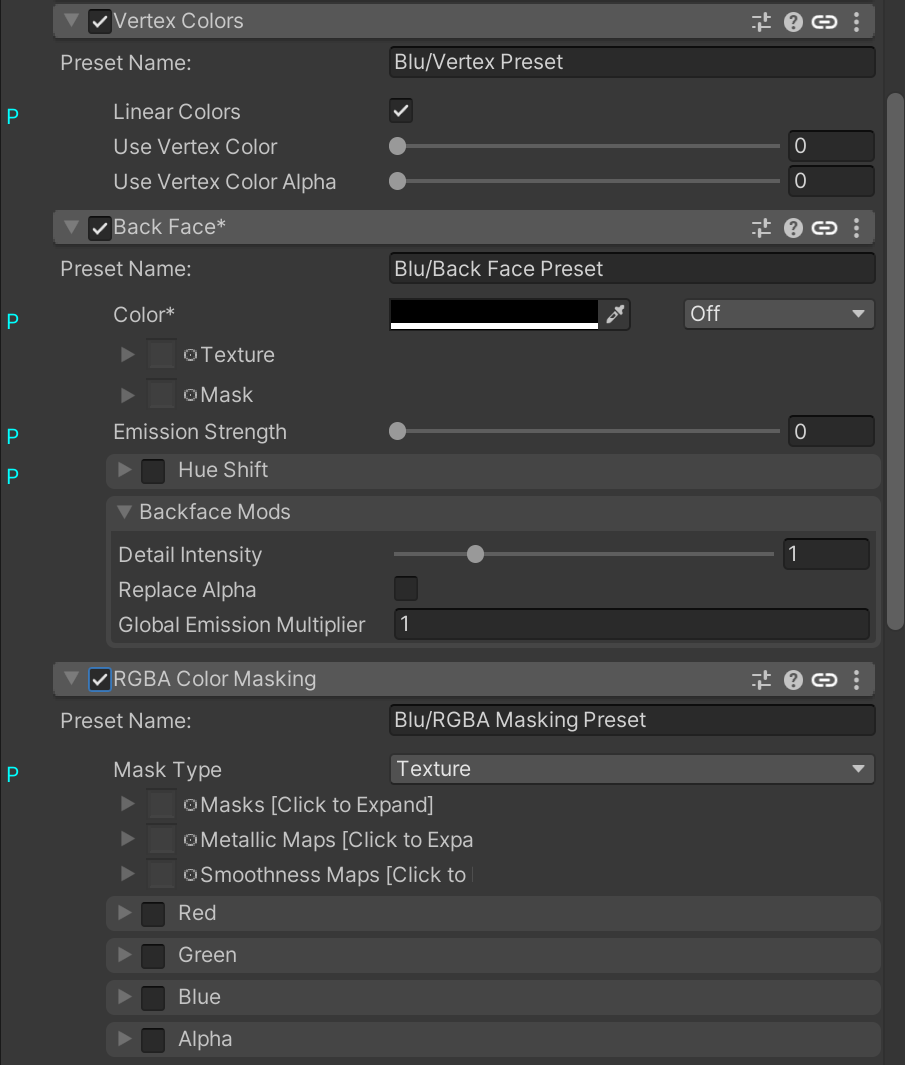 Vertex Colors
Preset Name: Blu/Vertex Preset
P Linear Colors
Use Vertex Color 0
Use Vertex Color Alpha 0
Back Face*
Preset Name: Blu/Back Face Preset
P Color* Off
Texture
Mask
P Emission Strength 0
P Hue Shift
Backface Mods
Detail Intensity 1
Replace Alpha
Global Emission Multiplier 1
RGBA Color Masking
Preset Name: Blu/RGBA Masking Preset
P Mask Type Texture
Masks [Click to Expand]
Metallic Maps [Click to Expa
Smoothness Maps [Click to
Red
Green
Blue
Alpha